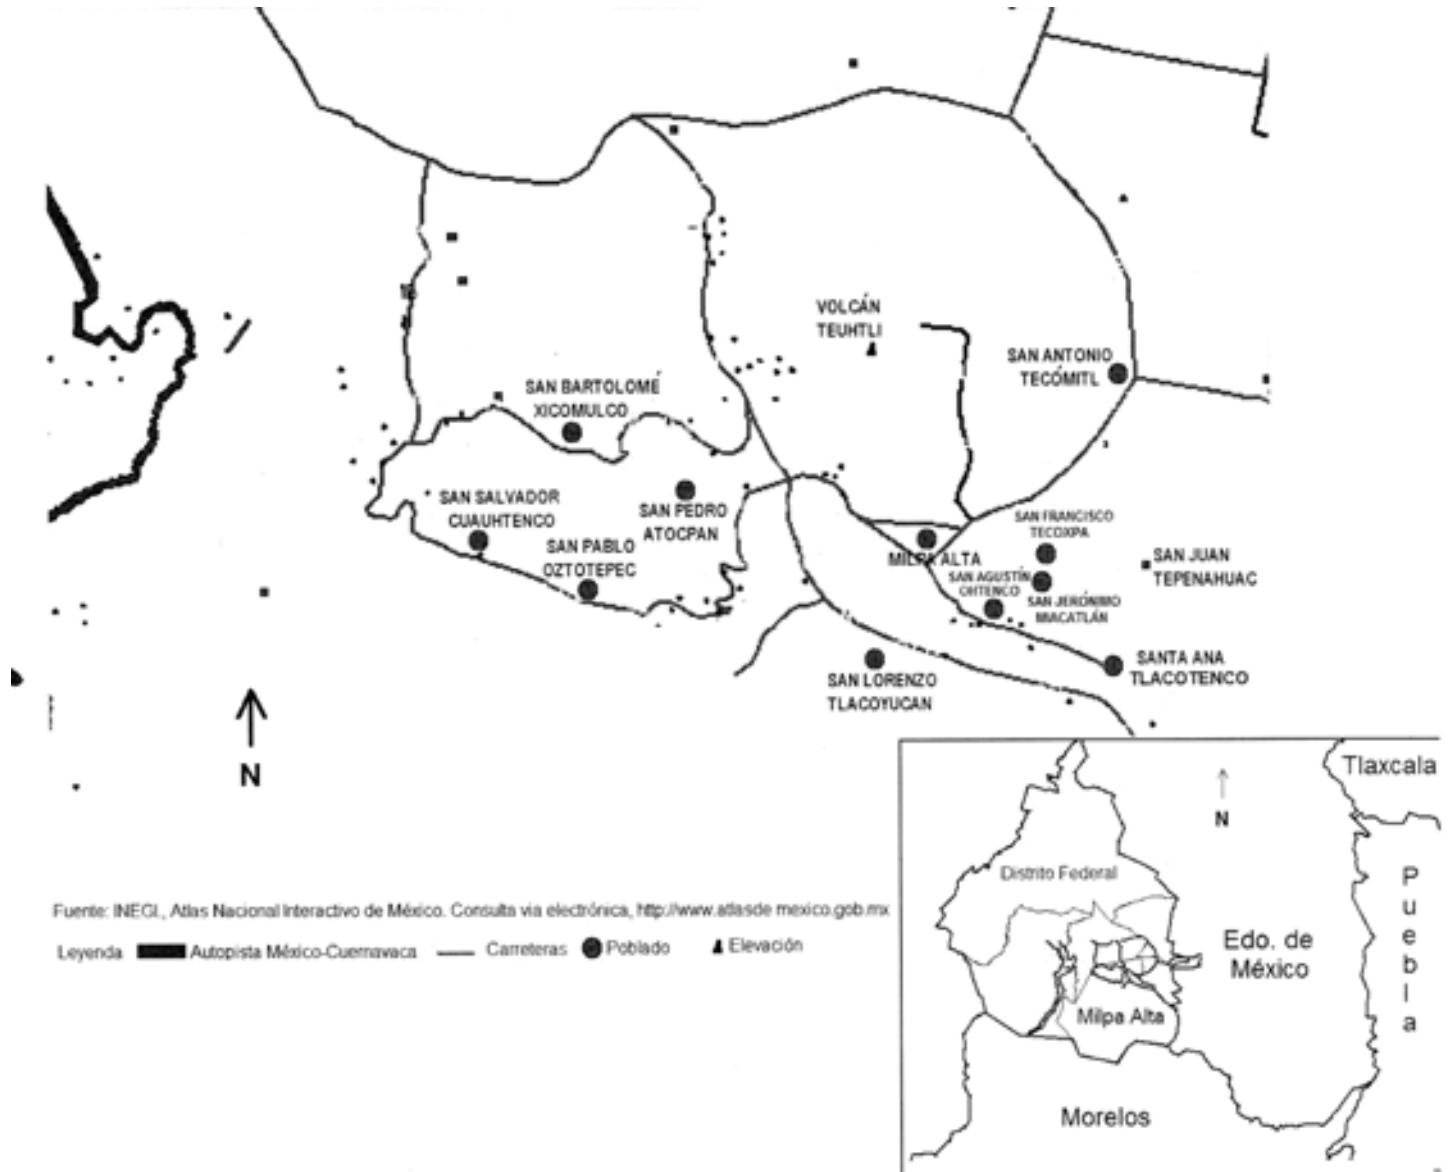 VOLCÁN
TEUHTLI
SAN ANTONIO
TECÓMITL
SAN BARTOLOMÉ
XICOMULCO
SAN SALVADOR
CUAUHTENCO
SAN PEDRO
ATOCPAN
SAN PABLO
OZTOTEPEC
SAN FRANCISCO
TECOXPA
MILPA ALTA
SAN JUAN
TEPENAHUAC
SAN AGUSTÍN
OHTENCO
SAN JERÓNIMO
MIACATLÁN
SANTA ANA
TLACOTENCO
SAN LORENZO
TLACOYUCAN
N
Tlaxcala
N
Distrito Federal
Puebla
Edo. de
México
Milpa Alta
Morelos
Fuente: INEGI., Atlas Nacional Interactivo de México. Consulta via electrónica, http://www.atlasde mexico.gob.mx
Leyenda Autopista México-Cuernavaca Carreteras Poblado Elevación